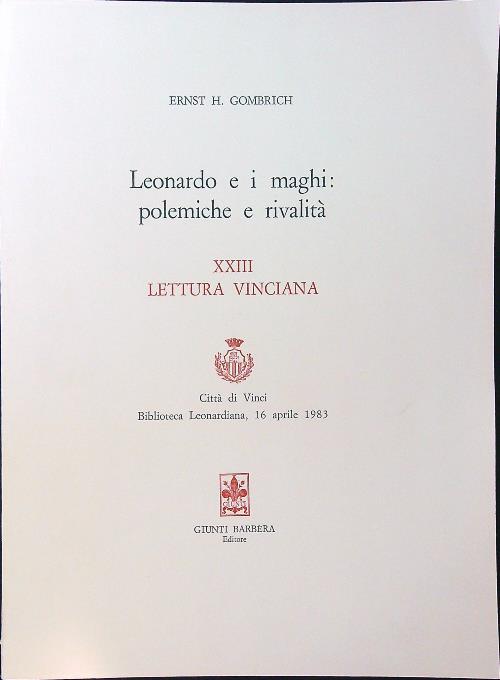 ERNST H. GOMBRICH
Leonardo e i maghi:
polemiche e rivalità
XXIII
LETTURA VINCIANA
Città di Vinci
Biblioteca Leonardiana, 16 aprile 1983
GIUNTI BARBÈRA
Editore